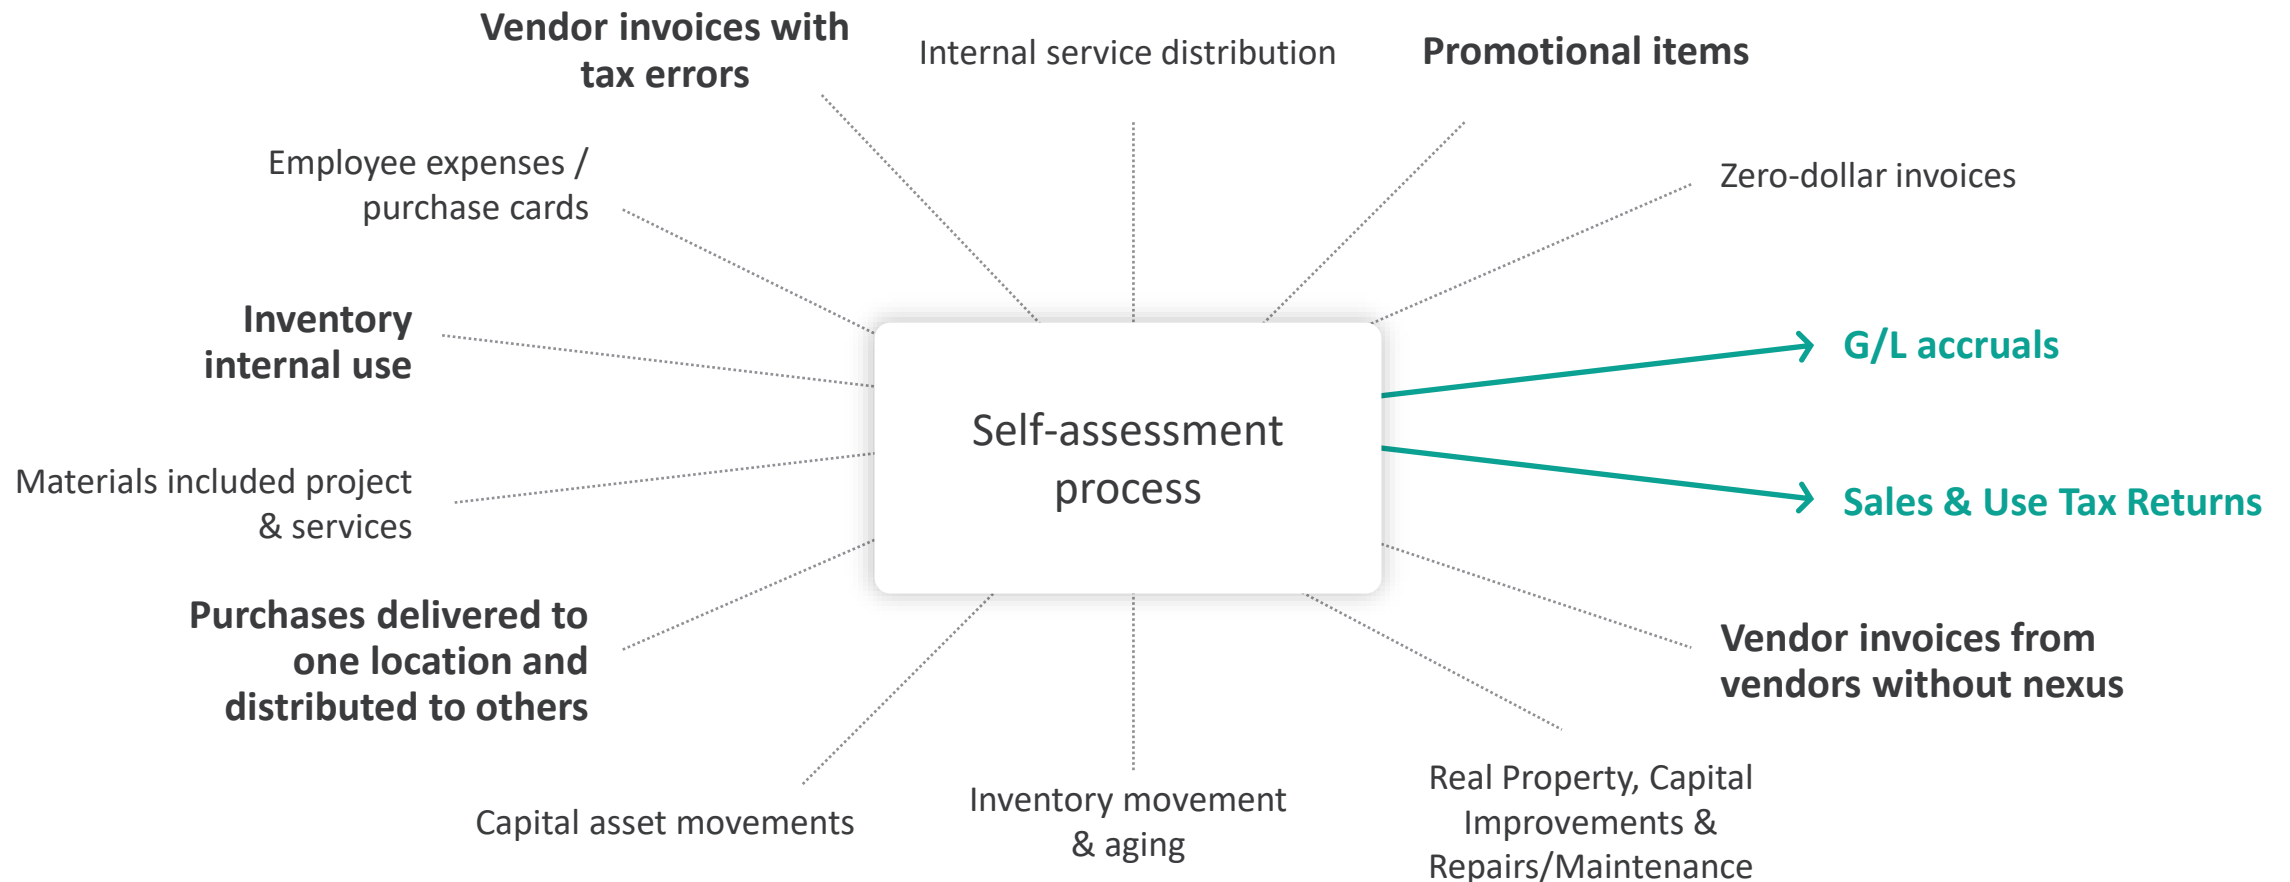 Vendor invoices with
tax errors
Internal service distribution
Promotional items
Employee expenses /
purchase cards
Zero-dollar invoices
Inventory
internal use
G/L accruals
Self-assessment
process
Materials included project
& services
Sales & Use Tax Returns
Purchases delivered to
one location and
distributed to others
Vendor invoices from
vendors without nexus
Capital asset movements
Inventory movement
& aging
Real Property, Capital
Improvements &
Repairs/Maintenance